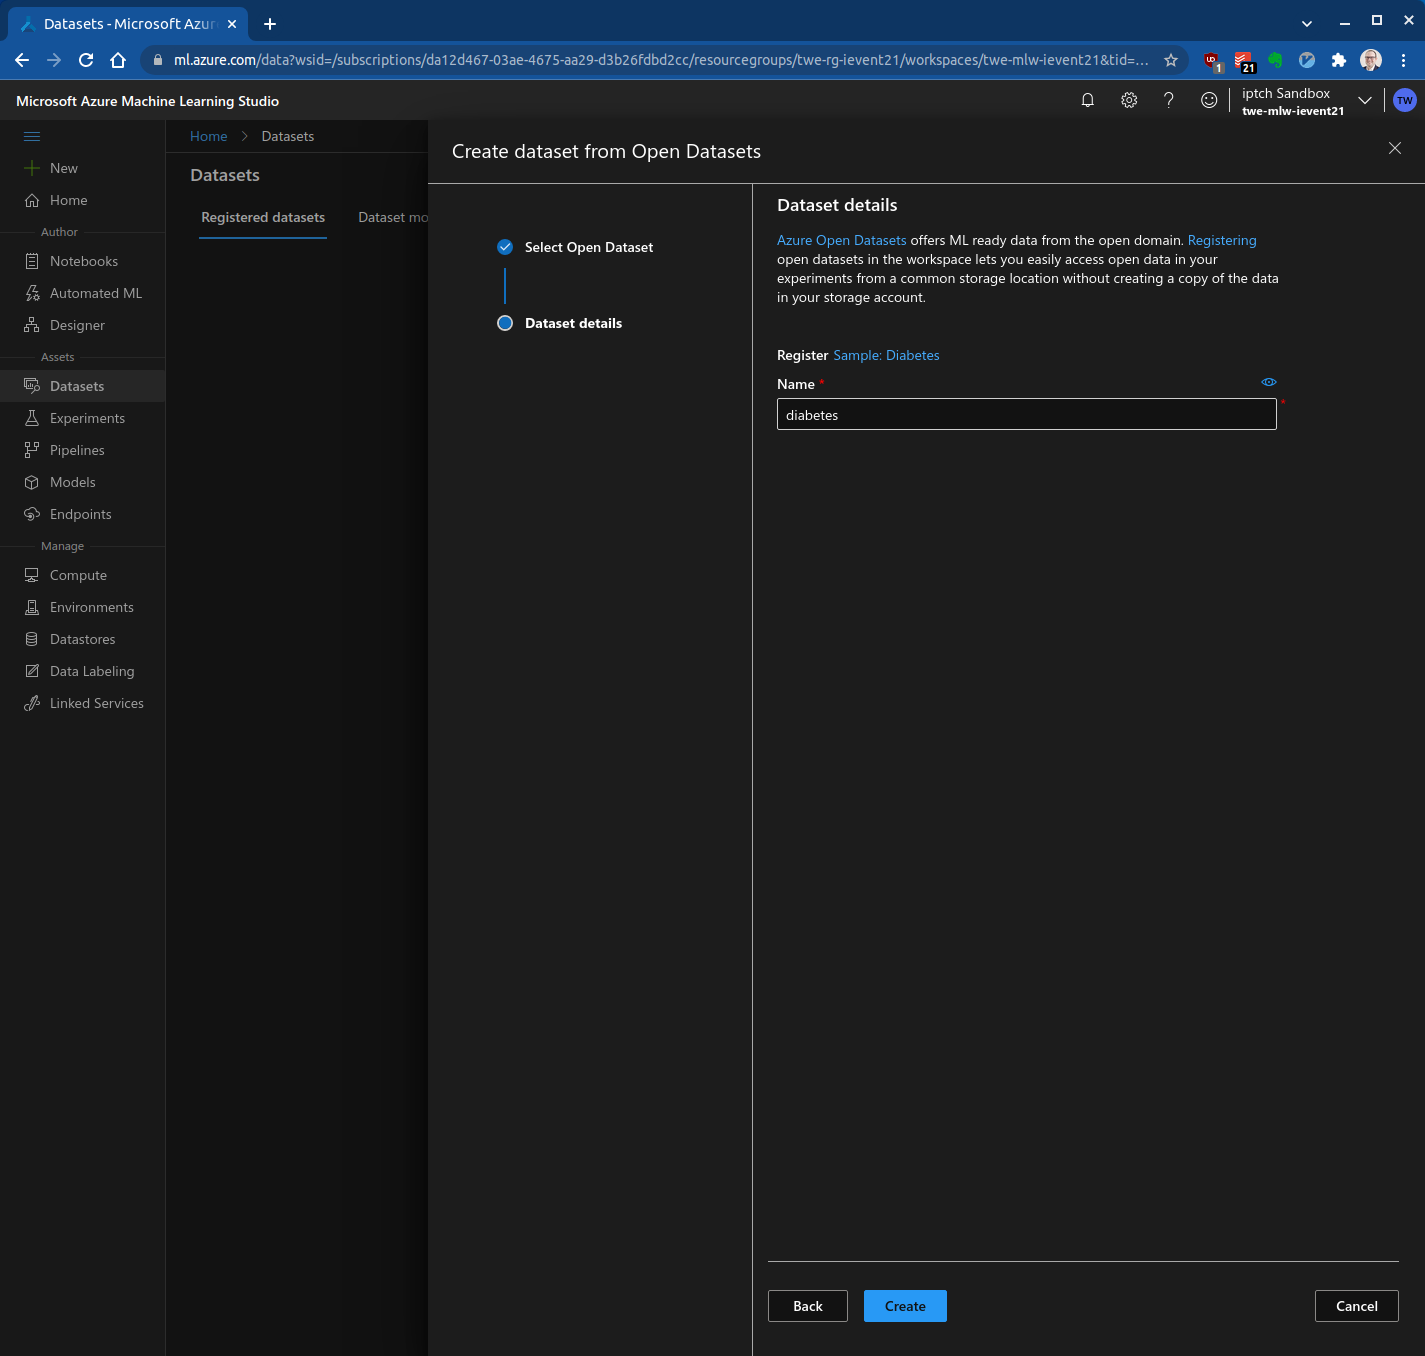 Datasets - Microsoft Azur
ml.azure.com/data?wsid=/subscriptions/da12d467-03ae-4675-aa29-d3b26fdbd2cc/resourcegroups/twe-rg-ievent21/workspaces/twe-mlw-ievent21&tid=...
1
21
Microsoft Azure Machine Learning Studio
iptch Sandbox
twe-mlw-ievent21
TW
New
Home
Author
Notebooks
Automated ML
Designer
Assets
Datasets
Experiments
Pipelines
Models
Endpoints
Manage
Compute
Environments
Datastores
Data Labeling
Linked Services
Home > Datasets
Datasets
Registered datasets
Dataset mo
Create dataset from Open Datasets
Select Open Dataset
Dataset details
Dataset details
Azure Open Datasets offers ML ready data from the open domain. Registering
open datasets in the workspace lets you easily access open data in your
experiments from a common storage location without creating a copy of the data
in your storage account.
Register Sample: Diabetes
Name *
diabetes
*
Back
Create
Cancel